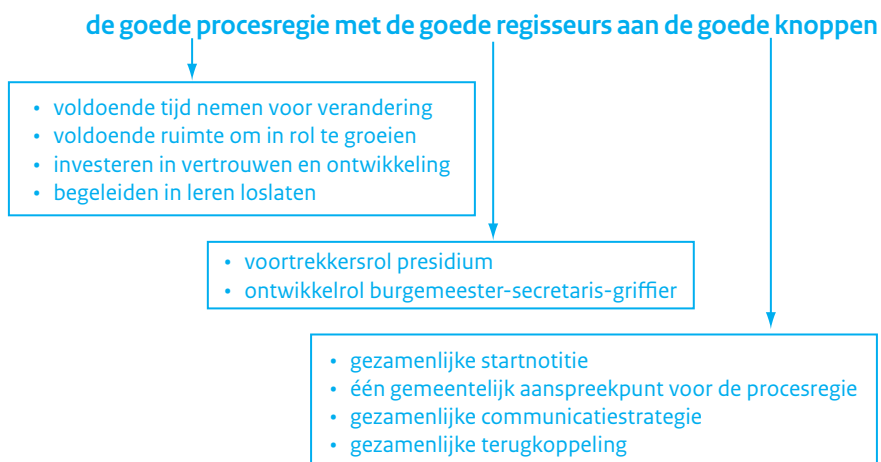 de goede procesregie met de goede regisseurs aan de goede knoppen
• voldoende tijd nemen voor verandering
• voldoende ruimte om in rol te groeien
• investeren in vertrouwen en ontwikkeling
• begeleiden in leren loslaten
• voortrekkersrol presidium
• ontwikkelrol burgemeester-secretaris-griffier
• gezamenlijke startnotitie
• één gemeentelijk aanspreekpunt voor de procesregie
• gezamenlijke communicatiestrategie
• gezamenlijke terugkoppeling